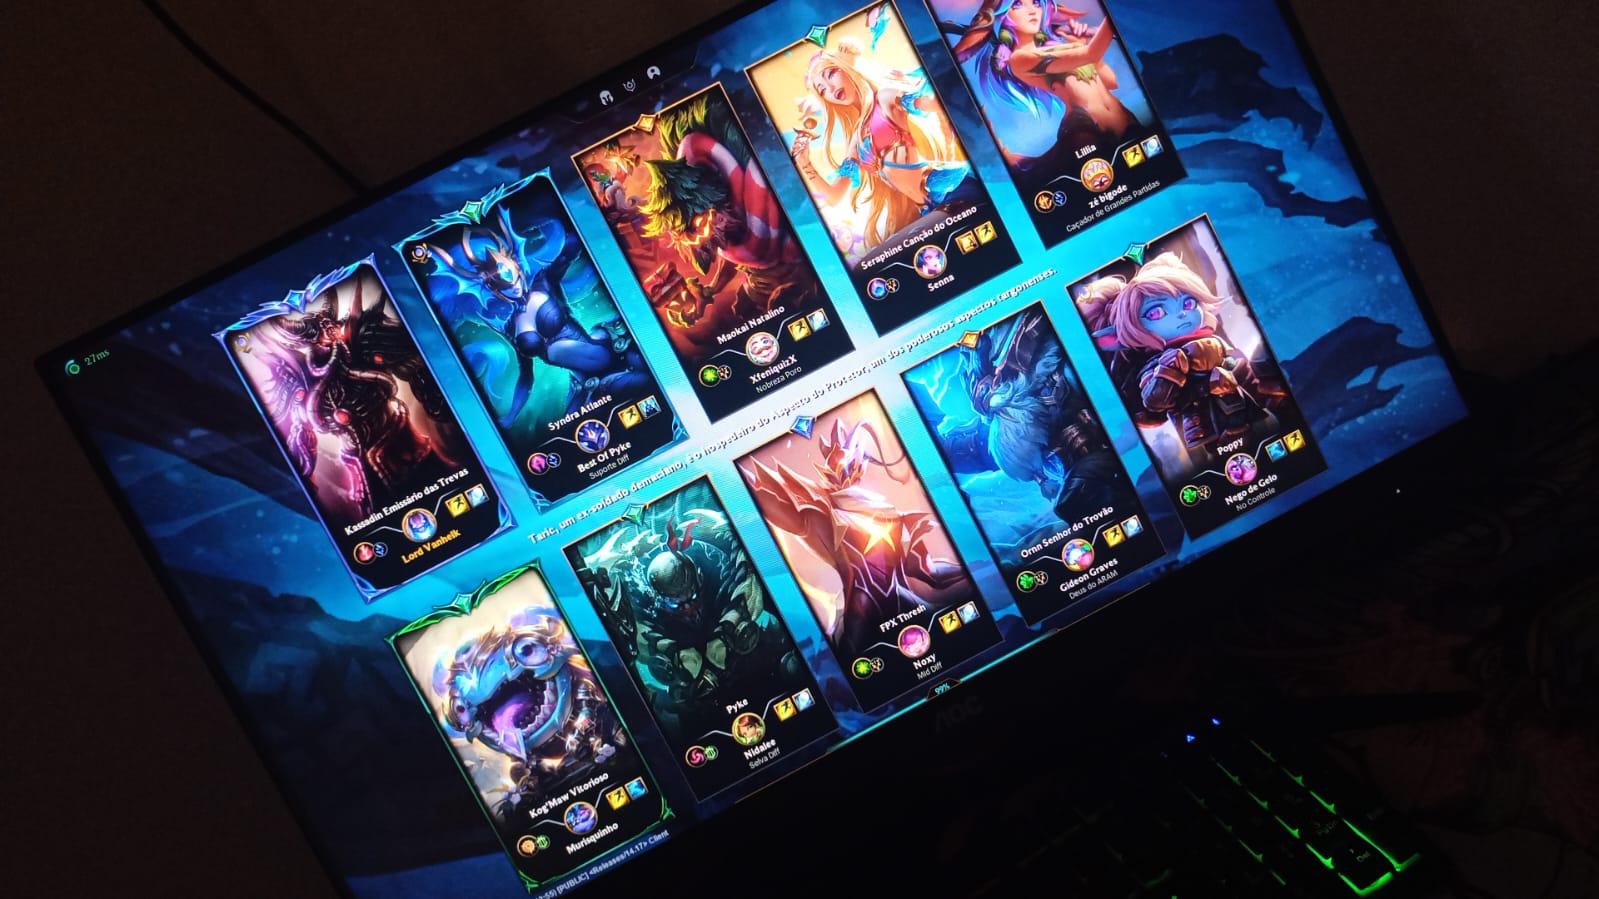 27ms
Kassadin Emissário das Trevas
Lord Vanheik
Syndra Atlante
Best Of Pyke
Suporte Diff
Maokai Natalino
XfeniquizX
Nobreza Poro
Seraphine Canção do Oceano
Senna
Lillia
zé bigode
Caçador de Grandes Partidas
Taric, um ex-soldado demaciano, é o hospedeiro do Aspecto do Protetor, um dos poderosos aspectos targonenses.
Kog'Maw Vitorioso
Murisquinho
Pyke
Nidalee
Selva Diff
FPX Thresh
Noxy
Mid Diff
Ornn Senhor do Trovão
Gideon Graves
Deus do ARAM
Poppy
Nego de Gelo
No Controle
99%
[PUBLIC] <Releases/14.17> Client
AOC
Del